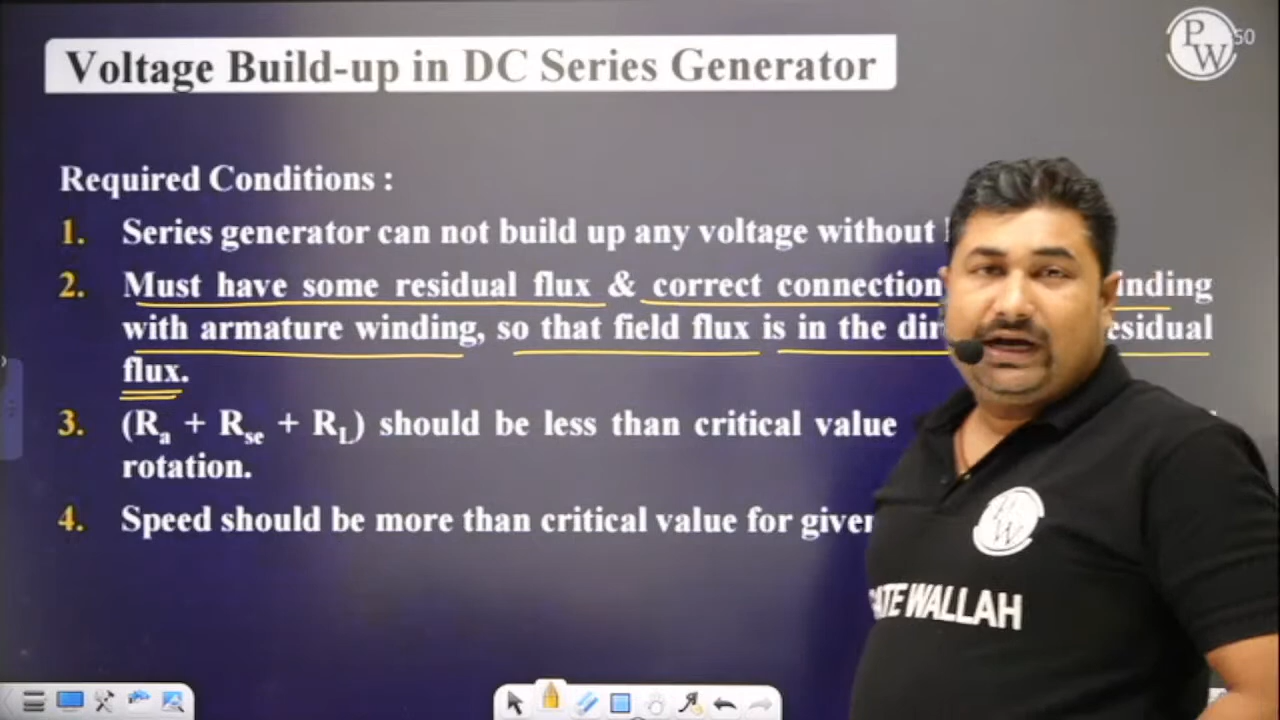 Voltage Build-up in DC Series Generator
PW
50
Required Conditions :
1. Series generator can not build up any voltage without
2. Must have some residual flux & correct connection
with armature winding, so that field flux is in the
flux.
3. (Ra + Rse + RL) should be less than critical value
rotation.
4. Speed should be more than critical value for given
PW
GATE WALLAH